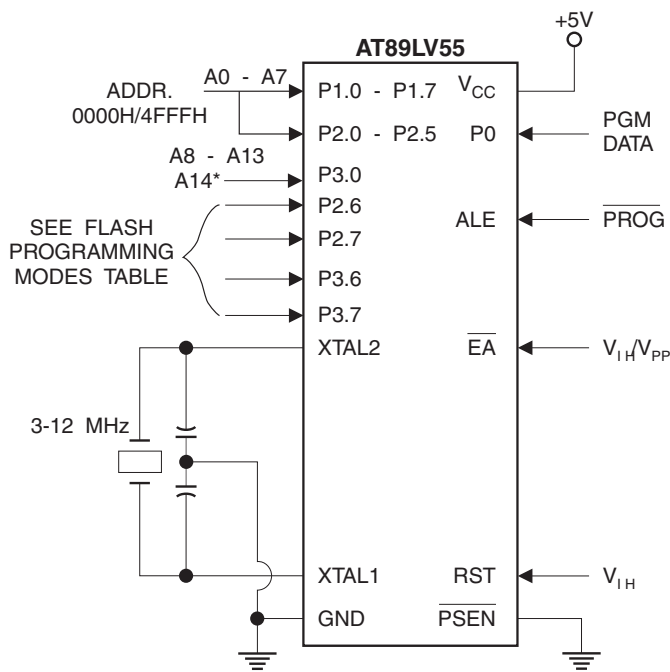 +5V
AT89LV55
A0 - A7
ADDR.
0000H/4FFFH
P1.0 - P1.7
VCC
P2.0 - P2.5
P0
PGM
DATA
A8 - A13
A14*
P3.0
P2.6
ALE
PROG
SEE FLASH
PROGRAMMING
MODES TABLE
P2.7
P3.6
P3.7
XTAL2
EA
VIH/VPP
3-12 MHz
XTAL1
RST
VIH
GND
PSEN